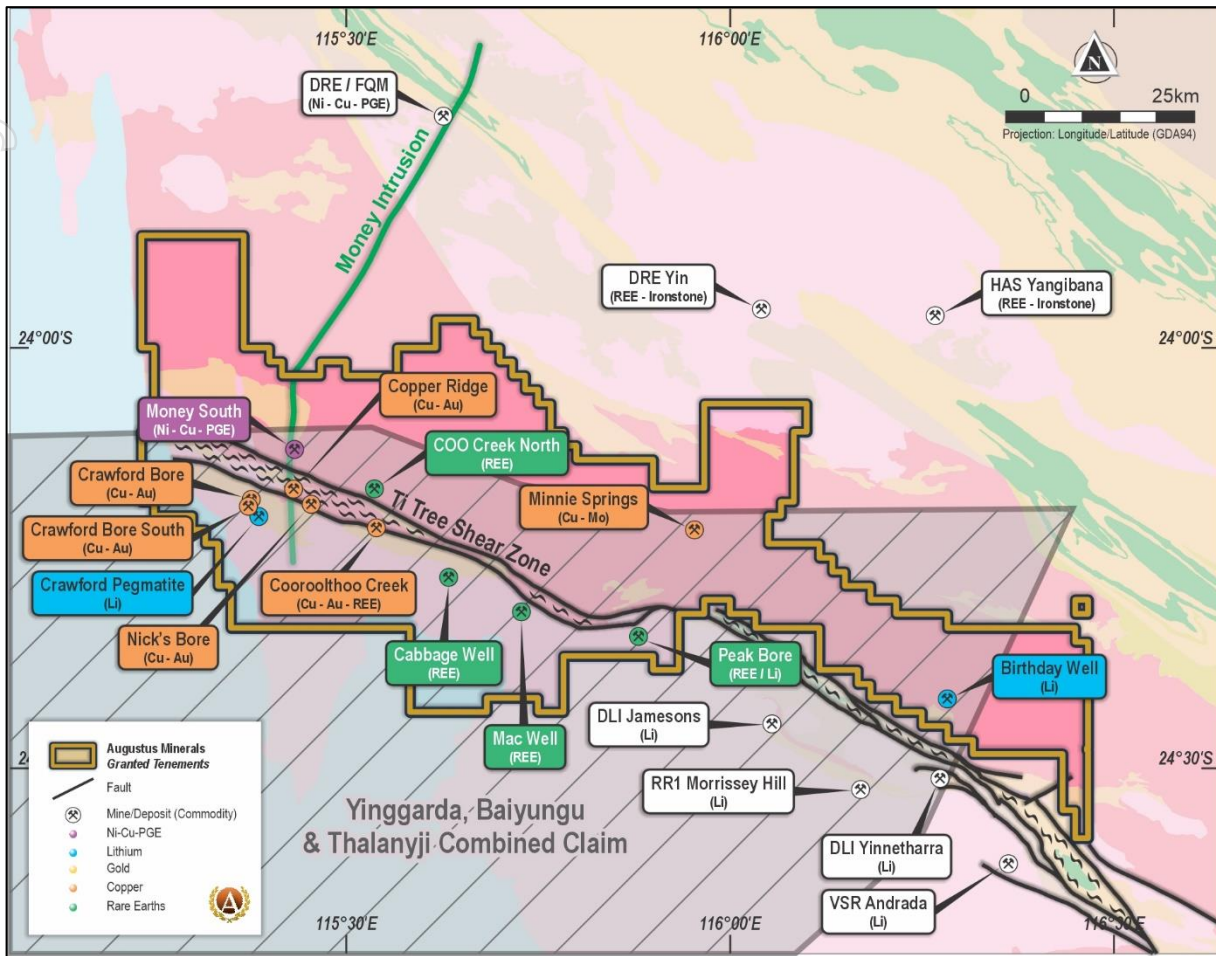 115°30'E
116°00'E
N
0 25km
Projection: Longitude/Latitude (GDA94)
DRE / FQM
(Ni - Cu - PGE)
Money Intrusion
DRE Yin
(REE - Ironstone)
HAS Yangibana
(REE - Ironstone)
24°00'S
24°00'S
Copper Ridge
(Cu - Au)
Money South
(Ni - Cu - PGE)
COO Creek North
(REE)
Crawford Bore
(Cu - Au)
Minnie Springs
(Cu - Mo)
Ti Tree Shear Zone
Crawford Bore South
(Cu - Au)
Crawford Pegmatite
(Li)
Cooroolthoo Creek
(Cu - Au - REE)
Nick's Bore
(Cu - Au)
Cabbage Well
(REE)
Peak Bore
(REE / Li)
Birthday Well
(Li)
DLI Jamesons
(Li)
Mac Well
(REE)
24°30'S
24°30'S
RR1 Morrissey Hill
(Li)
Yinggarda, Baiyungu
& Thalanyji Combined Claim
DLI Yinnetharra
(Li)
VSR Andrada
(Li)
Augustus Minerals
Granted Tenements
Fault
Mine/Deposit (Commodity)
Ni-Cu-PGE
Lithium
Gold
Copper
Rare Earths
A
115°30'E
116°00'E
116°30'E